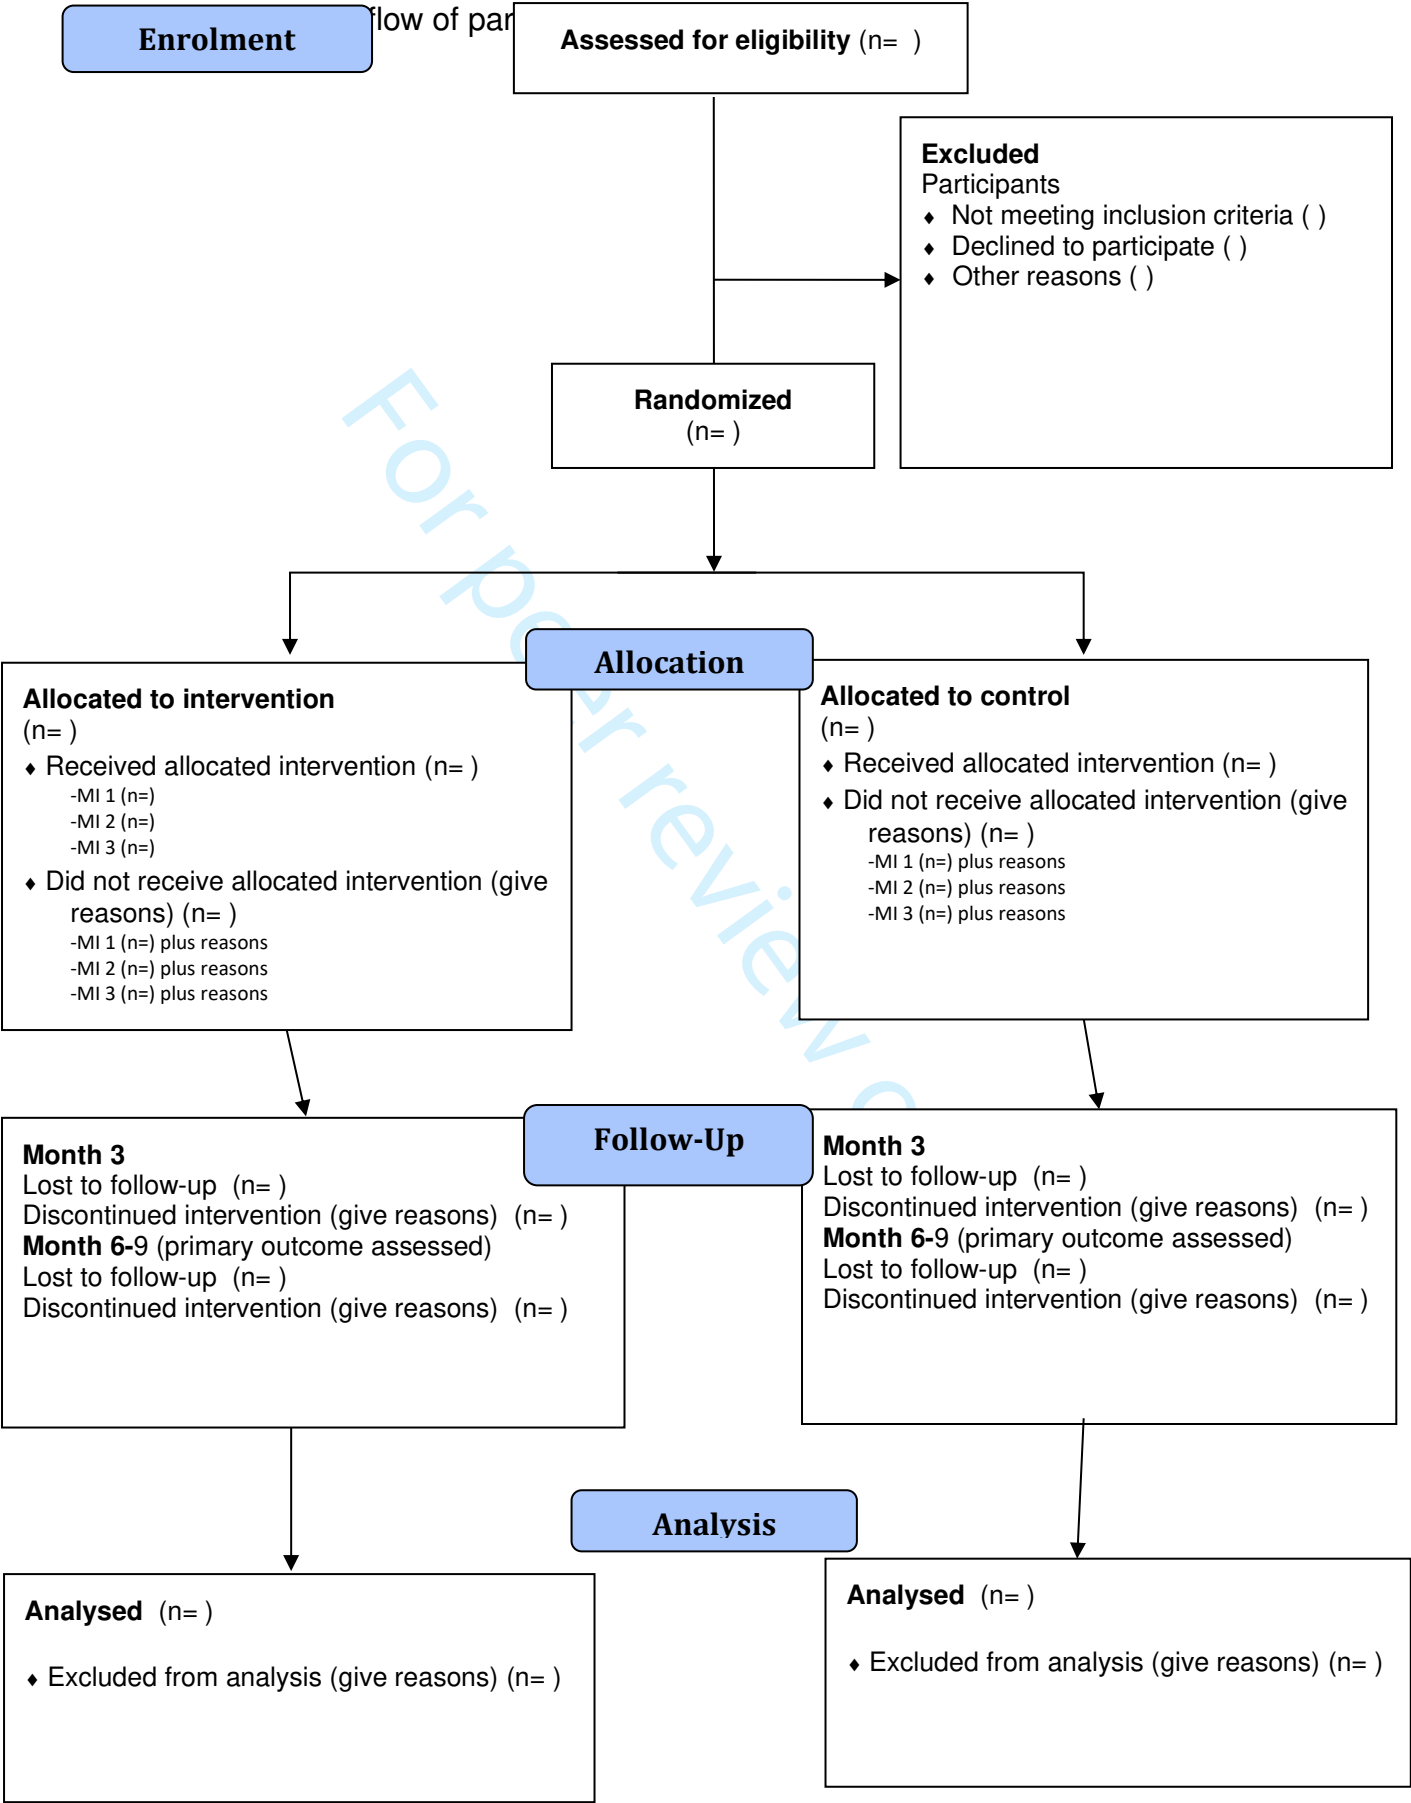 flow of par
Enrolment
Assessed for eligibility (n=  )
Excluded
Participants
♦ Not meeting inclusion criteria ( )
♦ Declined to participate ( )
♦ Other reasons ( )
Randomized
(n= )
Allocation
Allocated to intervention
(n= )
♦ Received allocated intervention (n= )
-MI 1 (n=)
-MI 2 (n=)
-MI 3 (n=)
♦ Did not receive allocated intervention (give
reasons) (n= )
-MI 1 (n=) plus reasons
-MI 2 (n=) plus reasons
-MI 3 (n=) plus reasons
Allocated to control
(n= )
♦ Received allocated intervention (n= )
♦ Did not receive allocated intervention (give
reasons) (n= )
-MI 1 (n=) plus reasons
-MI 2 (n=) plus reasons
-MI 3 (n=) plus reasons
Follow-Up
Month 3
Lost to follow-up  (n= )
Discontinued intervention (give reasons)  (n= )
Month 6-9 (primary outcome assessed)
Lost to follow-up  (n= )
Discontinued intervention (give reasons)  (n= )
Month 3
Lost to follow-up  (n= )
Discontinued intervention (give reasons)  (n= )
Month 6-9 (primary outcome assessed)
Lost to follow-up  (n= )
Discontinued intervention (give reasons)  (n= )
Analysis
Analysed  (n= )
♦ Excluded from analysis (give reasons) (n= )
Analysed  (n= )
♦ Excluded from analysis (give reasons) (n= )
For peer review